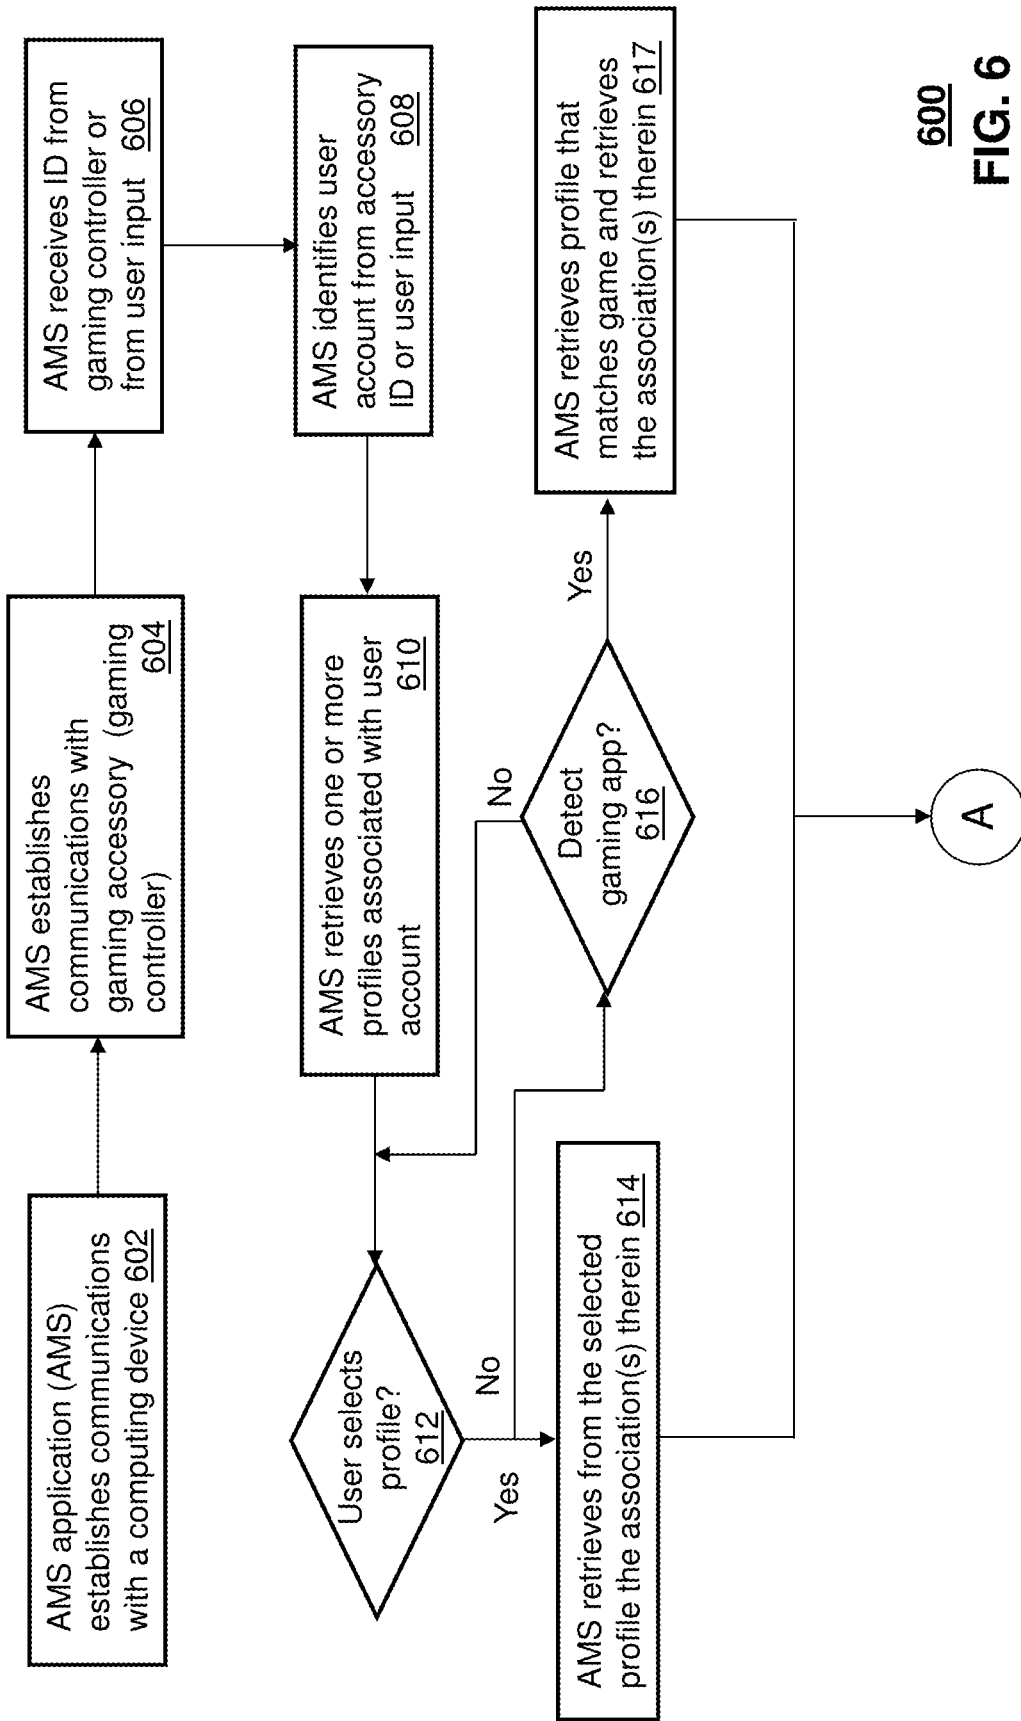 AMS application (AMS)
establishes communications
with a computing device 602
AMS establishes
communications with
gaming accessory (gaming
controller) 604
AMS receives ID from
gaming controller or
from user input 606
AMS identifies user
account from accessory
ID or user input 608
AMS retrieves one or more
profiles associated with user
account 610
User selects
profile?
612
Yes
No
AMS retrieves from the selected
profile the association(s) therein 614
Detect
gaming app?
616
No
Yes
AMS retrieves profile that
matches game and retrieves
the association(s) therein 617
A
600
FIG. 6